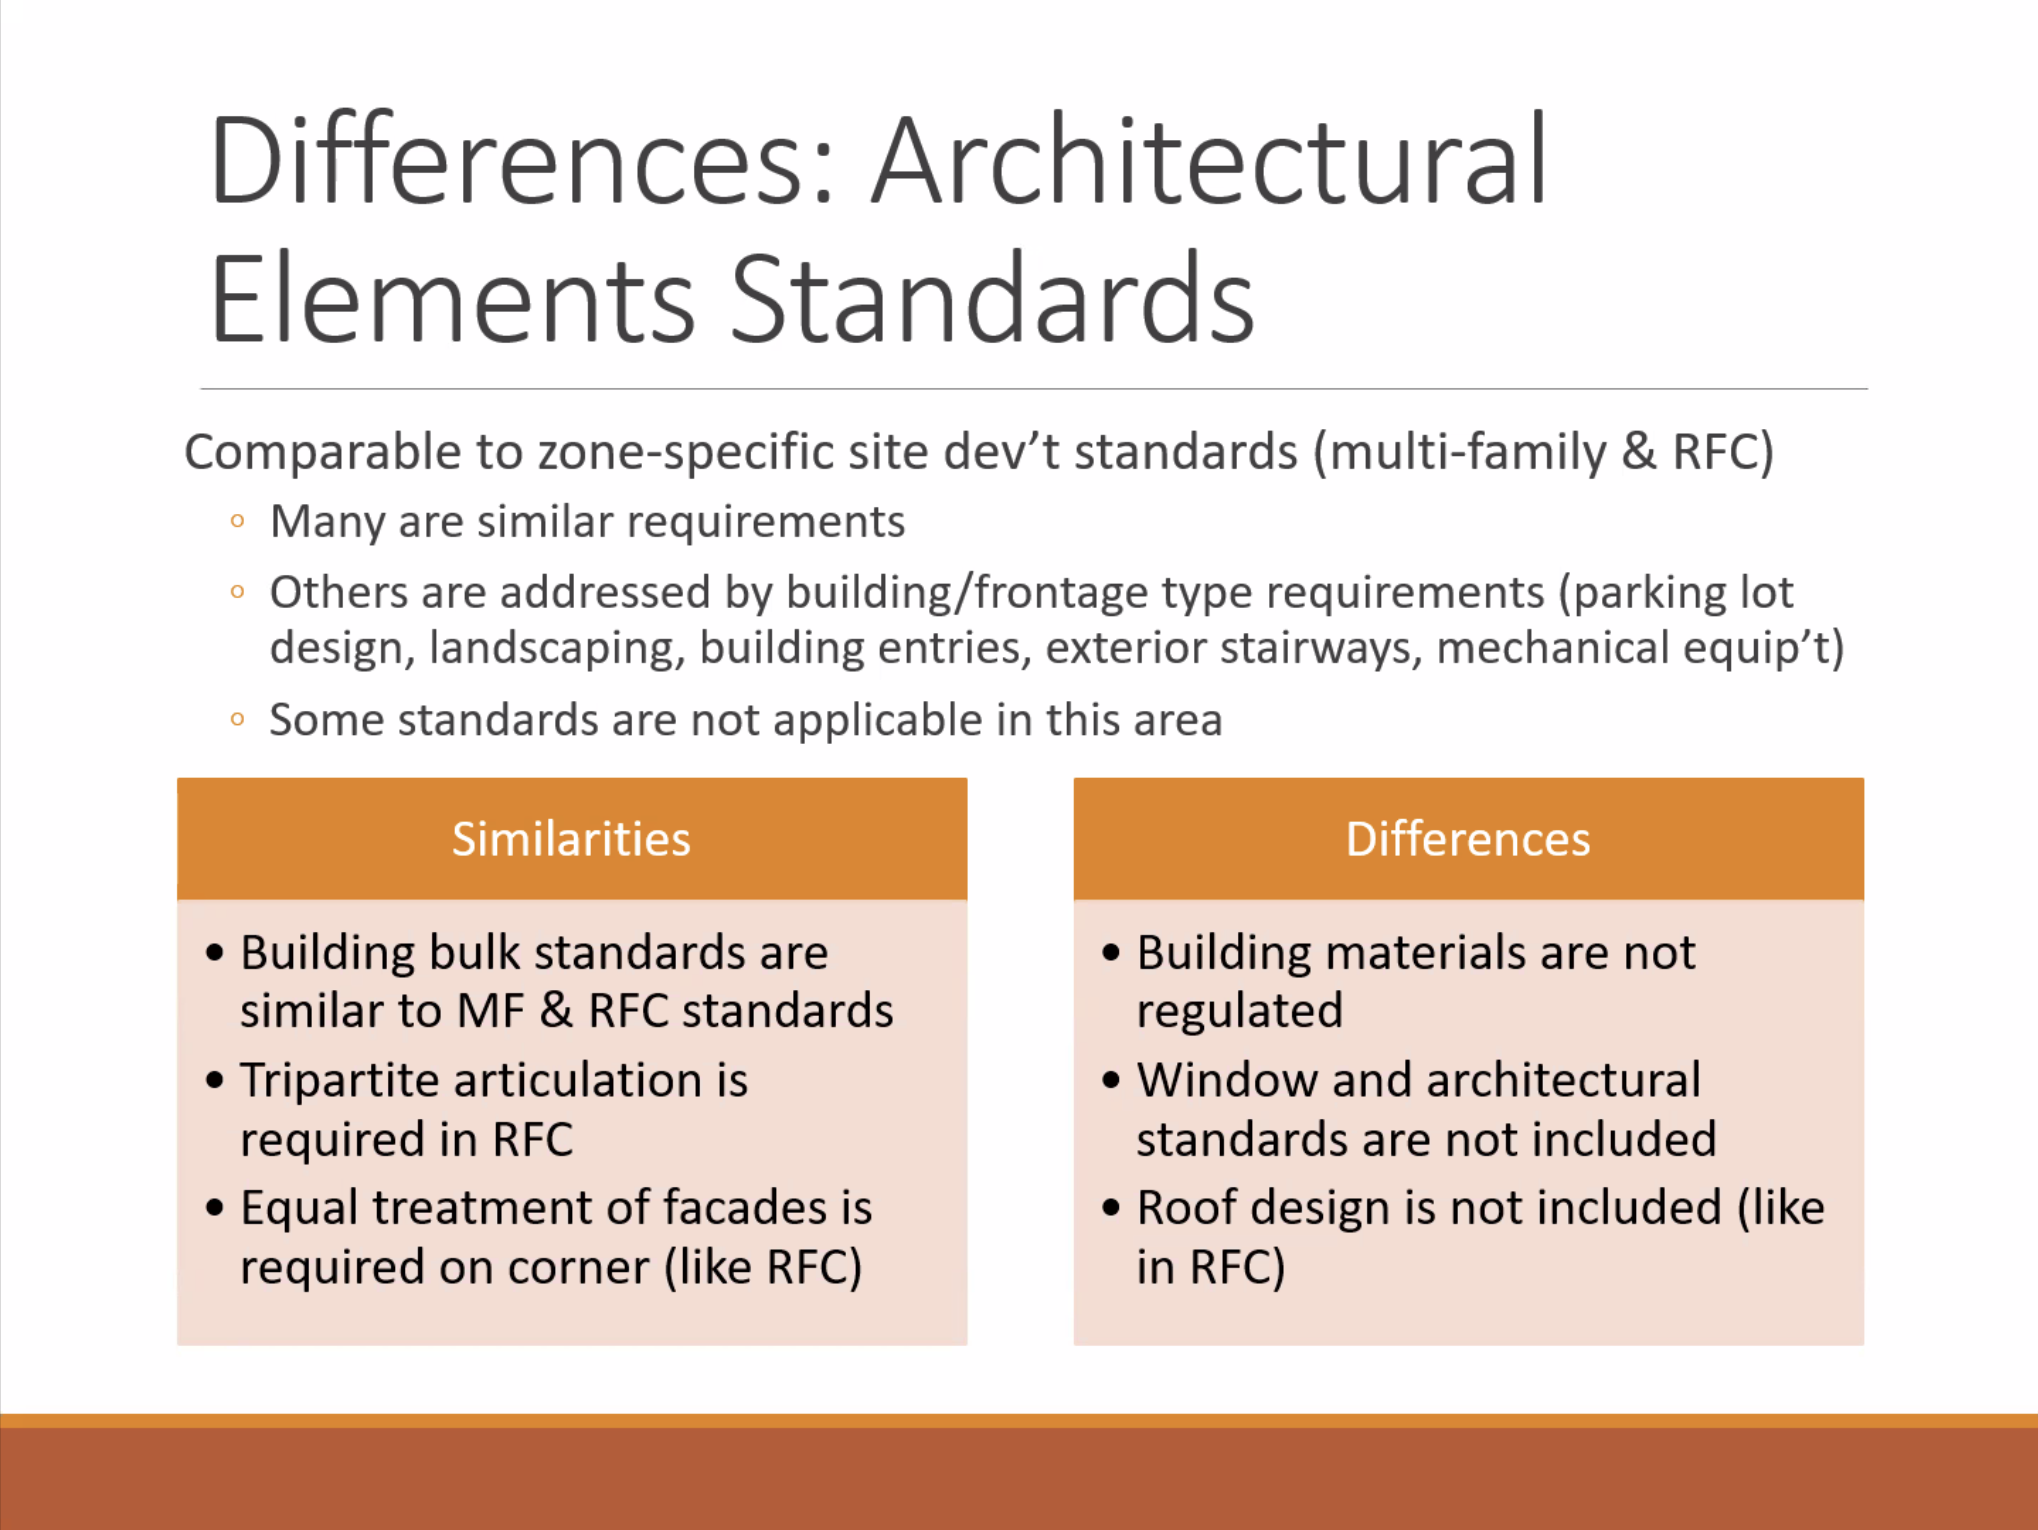 Differences: Architectural
Elements Standards
Comparable to zone-specific site dev’t standards (multi-family & RFC)
◦ Many are similar requirements
◦ Others are addressed by building/frontage type requirements (parking lot
design, landscaping, building entries, exterior stairways, mechanical equip’t)
◦ Some standards are not applicable in this area
Similarities
• Building bulk standards are
similar to MF & RFC standards
• Tripartite articulation is
required in RFC
• Equal treatment of facades is
required on corner (like RFC)
Differences
• Building materials are not
regulated
• Window and architectural
standards are not included
• Roof design is not included (like
in RFC)